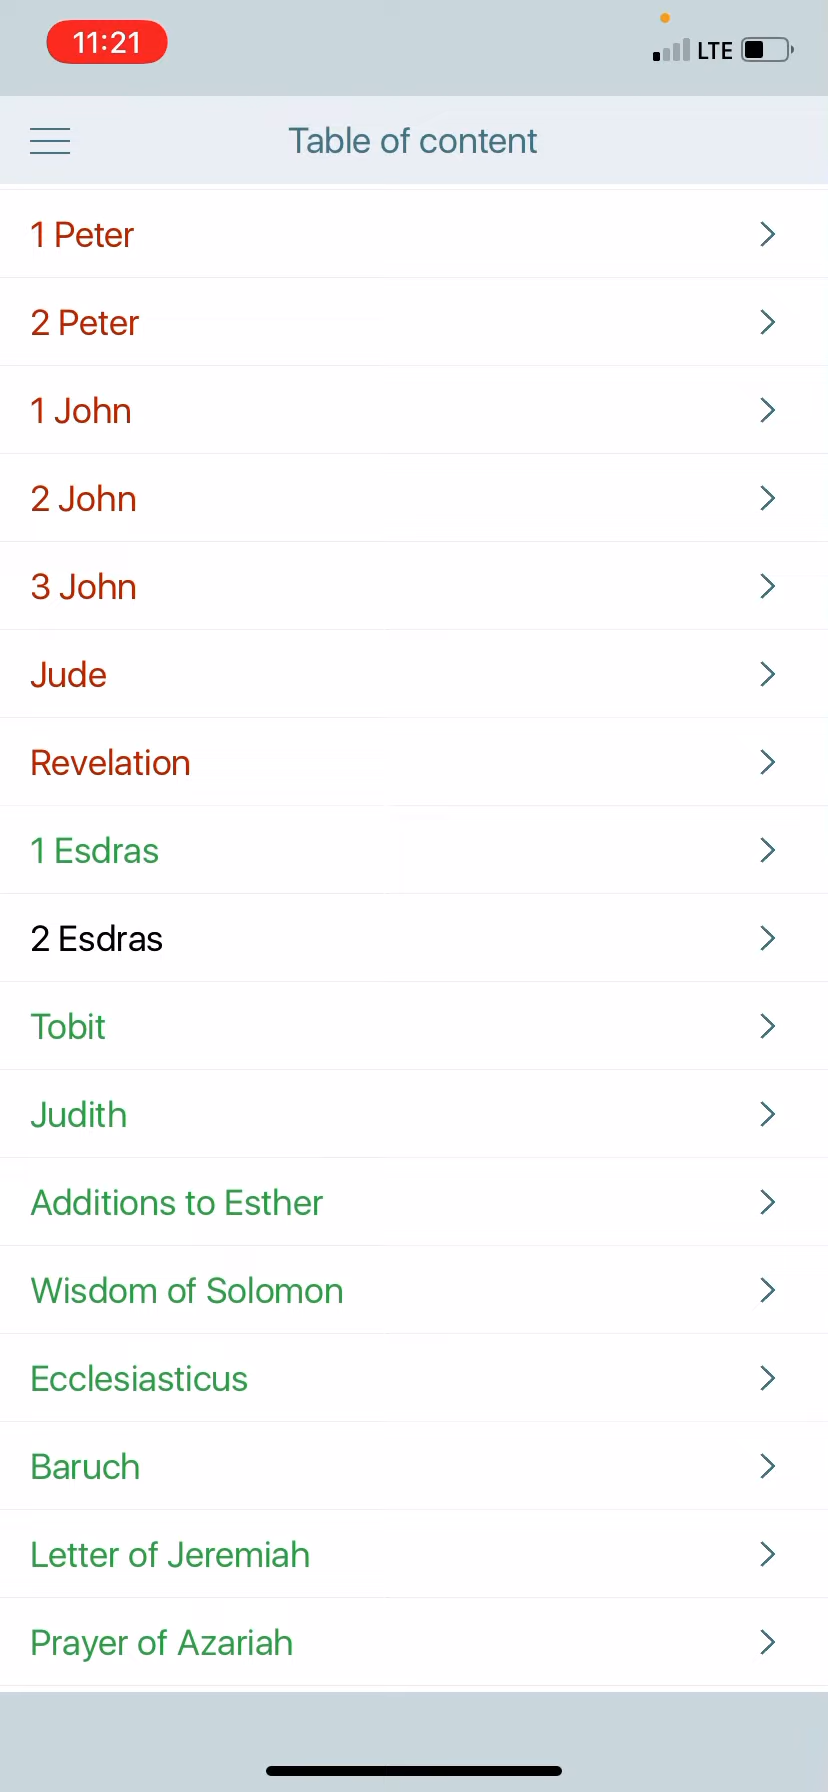 11:21
LTE
Table of content
1 Peter
2 Peter
1 John
2 John
3 John
Jude
Revelation
1 Esdras
2 Esdras
Tobit
Judith
Additions to Esther
Wisdom of Solomon
Ecclesiasticus
Baruch
Letter of Jeremiah
Prayer of Azariah